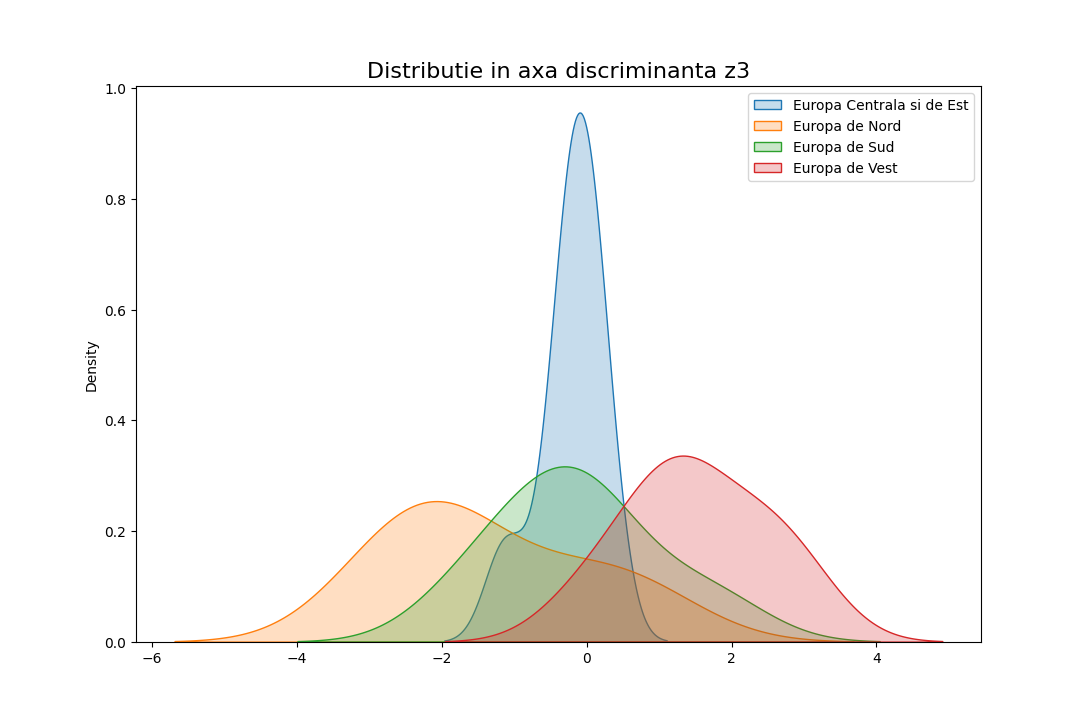 Distributie in axa discriminanta z3
Europa Centrala si de Est
Europa de Nord
Europa de Sud
Europa de Vest
Density
1.0
0.8
0.6
0.4
0.2
0.0
−6 −4 −2 0 2 4